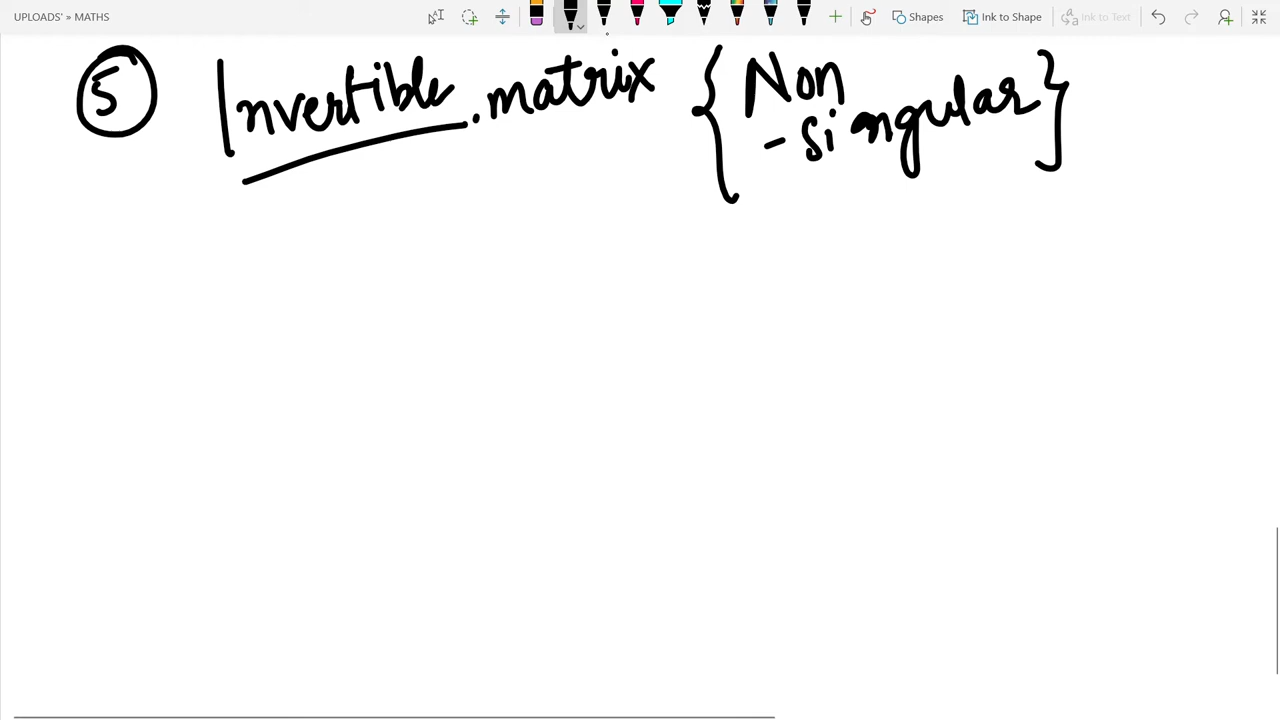 UPLOADS' » MATHS
Shapes
Ink to Shape
Ink to Text
5 Invertible.matrix { Non
-singular }